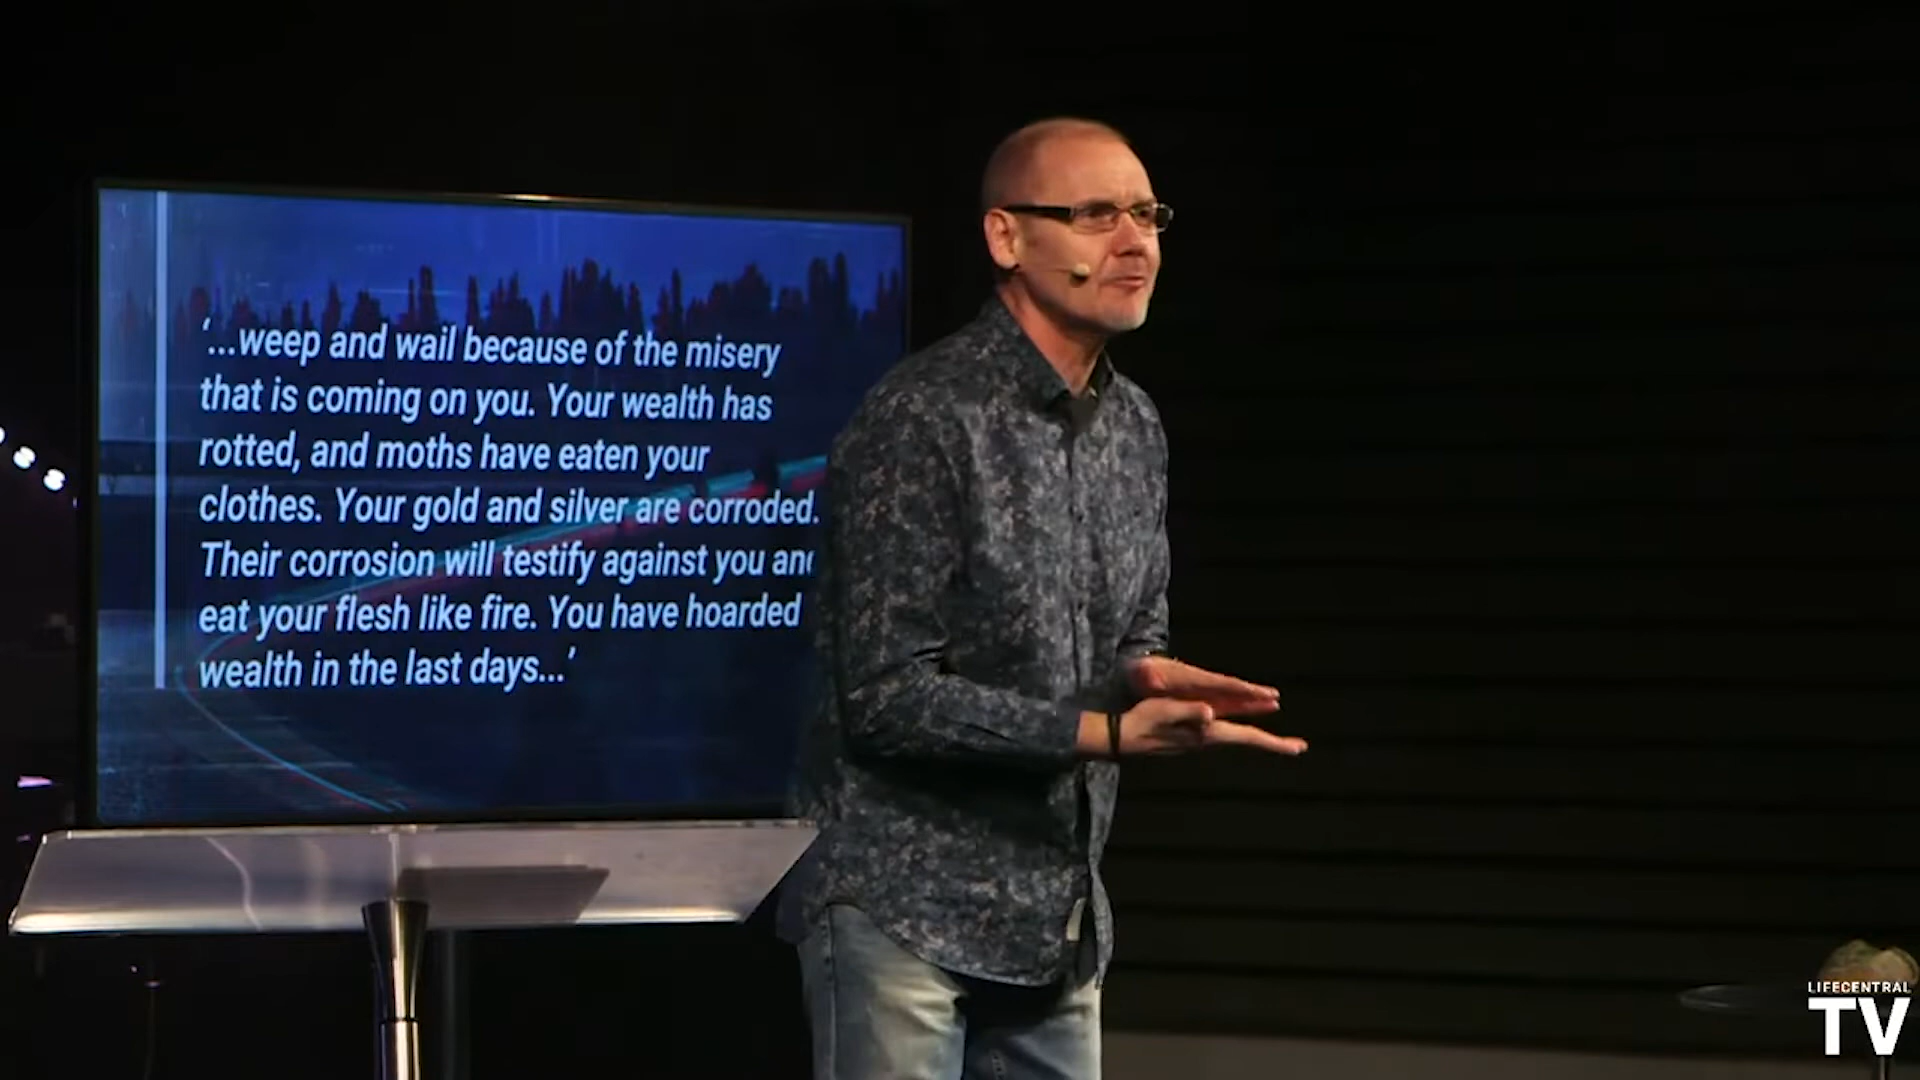 ‘...weep and wail because of the misery
that is coming on you. Your wealth has
rotted, and moths have eaten your
clothes. Your gold and silver are corroded.
Their corrosion will testify against you and
eat your flesh like fire. You have hoarded
wealth in the last days...’
LIFECENTRAL
TV